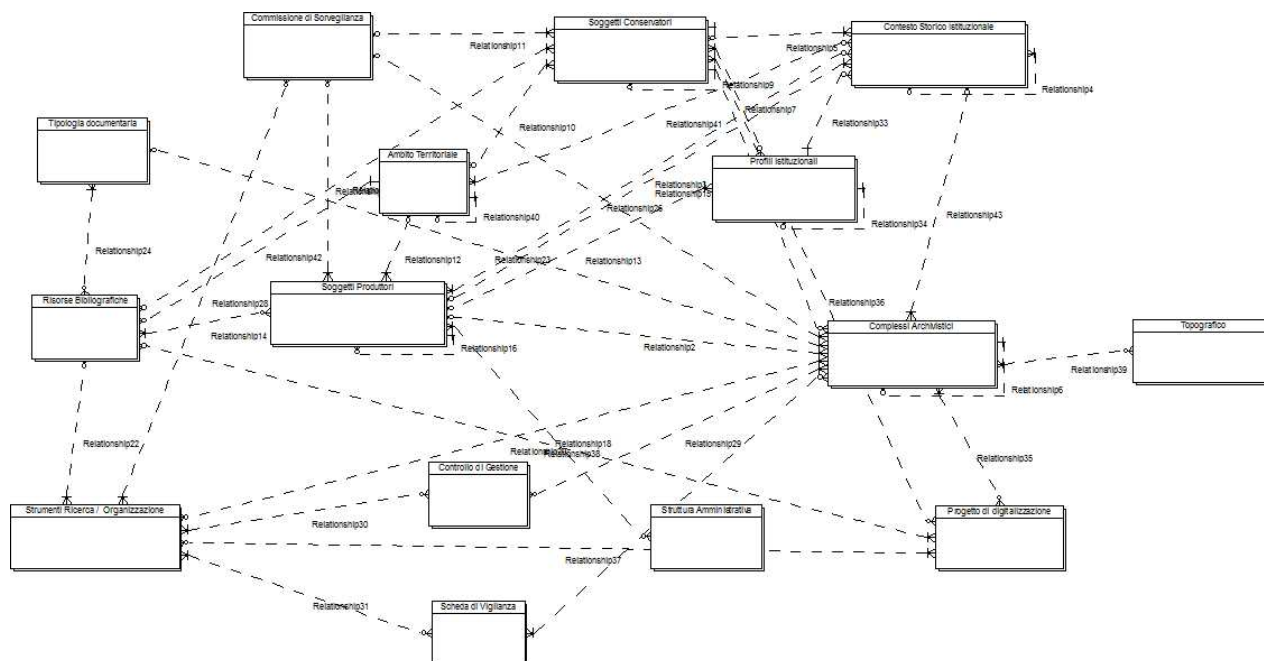 Commissione di Sorveglianza
Soggetti Conservatori
Contesto Storico Istituzionale
Relationship11
Relationship5
Relationship9
Relationship4
Relationship7
Tipologia documentaria
Relationship10
Relationship41
Relationship33
Ambito Territoriale
Profili Istituzionali
Relationship40
Relationship26
Relationship43
Relationship34
Relationship24
Relationship42
Relationship12
Relationship23
Relationship13
Soggetti Produttori
Risorse Bibliografiche
Relationship28
Relationship36
Complessi Archivistici
Topografico
Relationship14
Relationship16
Relationship2
Relationship39
Relationship6
Relationship22
Relationship18
Relationship29
Relationship38
Relationship35
Controllo di Gestione
Strumenti Ricerca / Organizzazione
Struttura Amministrativa
Progetto di digitalizzazione
Relationship30
Relationship37
Relationship31
Scheda di Vigilanza